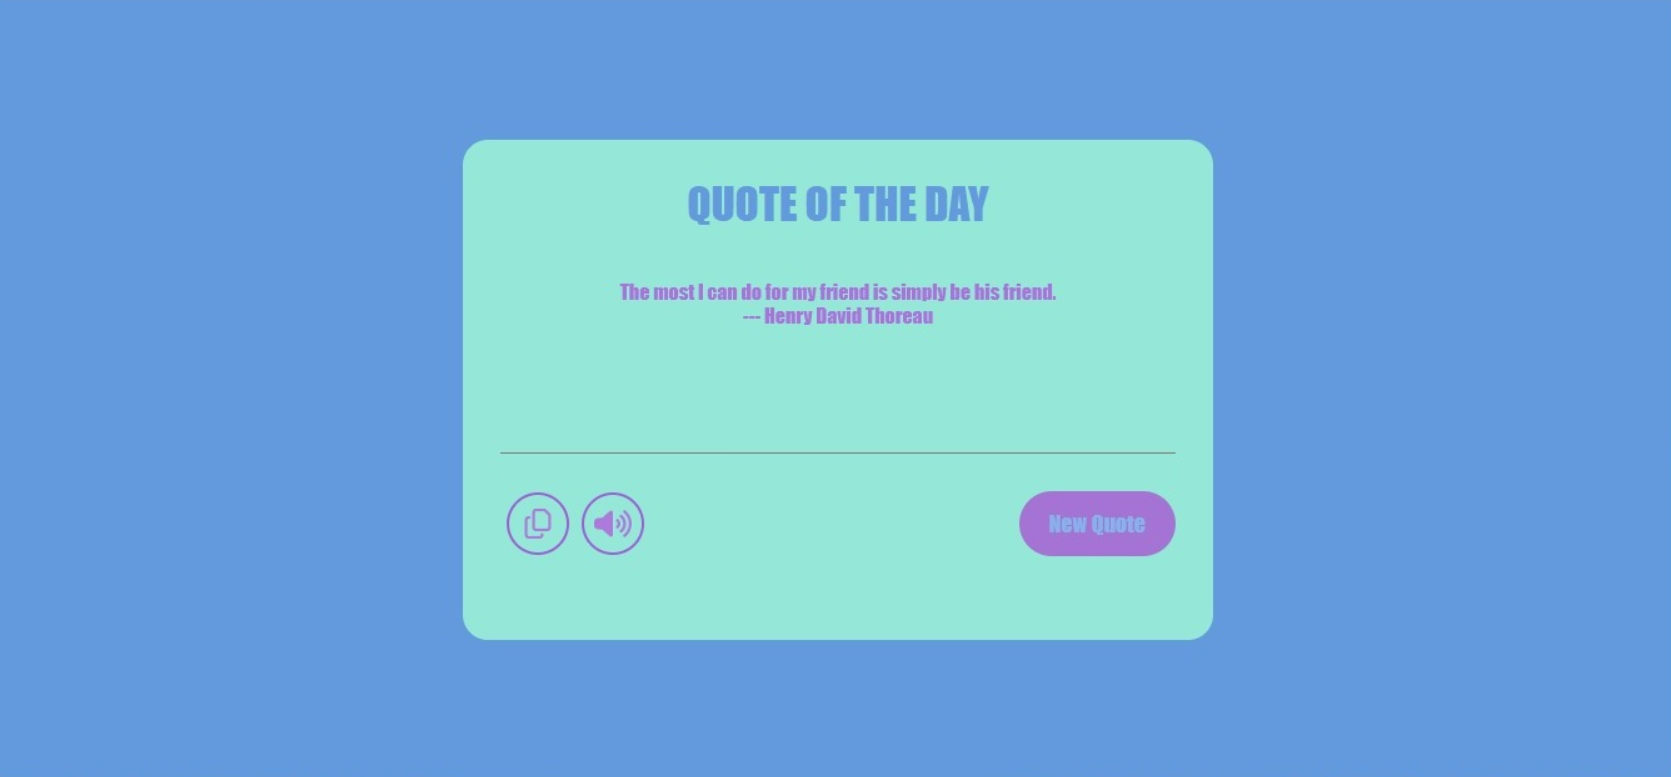 QUOTE OF THE DAY
The most I can do for my friend is simply be his friend.
--- Henry David Thoreau
New Quote